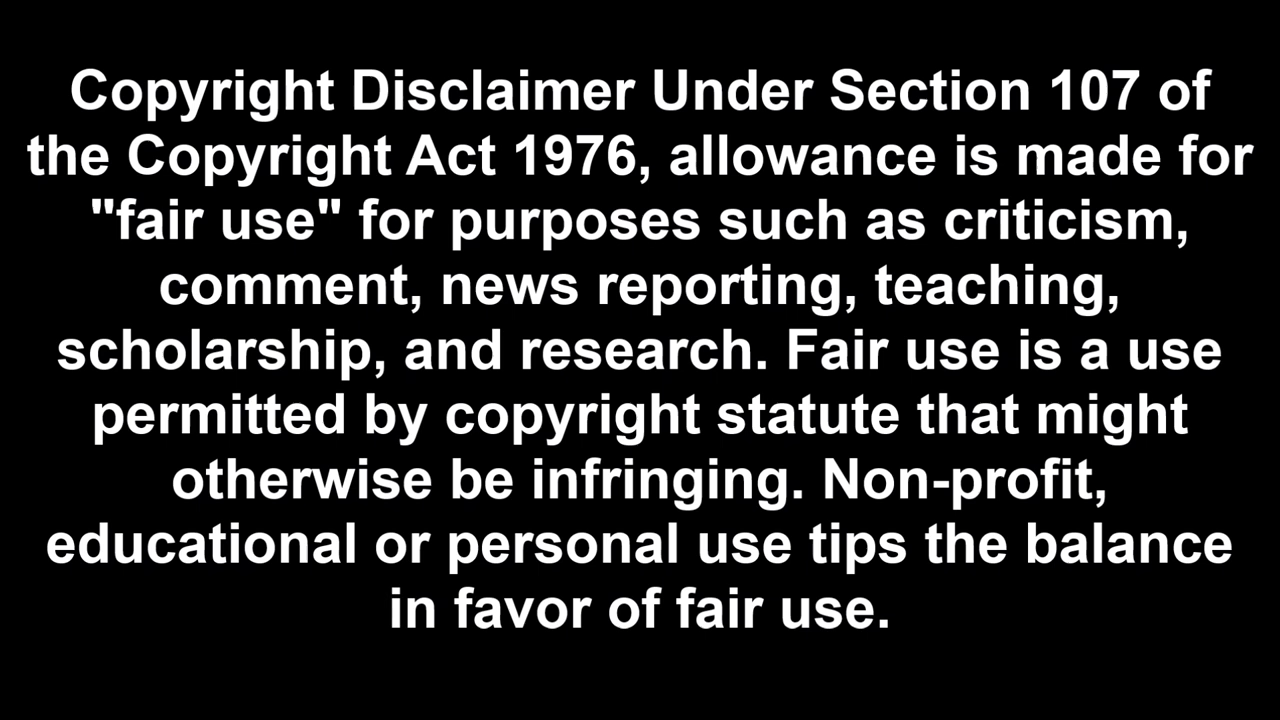 Copyright Disclaimer Under Section 107 of
the Copyright Act 1976, allowance is made for
"fair use" for purposes such as criticism,
comment, news reporting, teaching,
scholarship, and research. Fair use is a use
permitted by copyright statute that might
otherwise be infringing. Non-profit,
educational or personal use tips the balance
in favor of fair use.